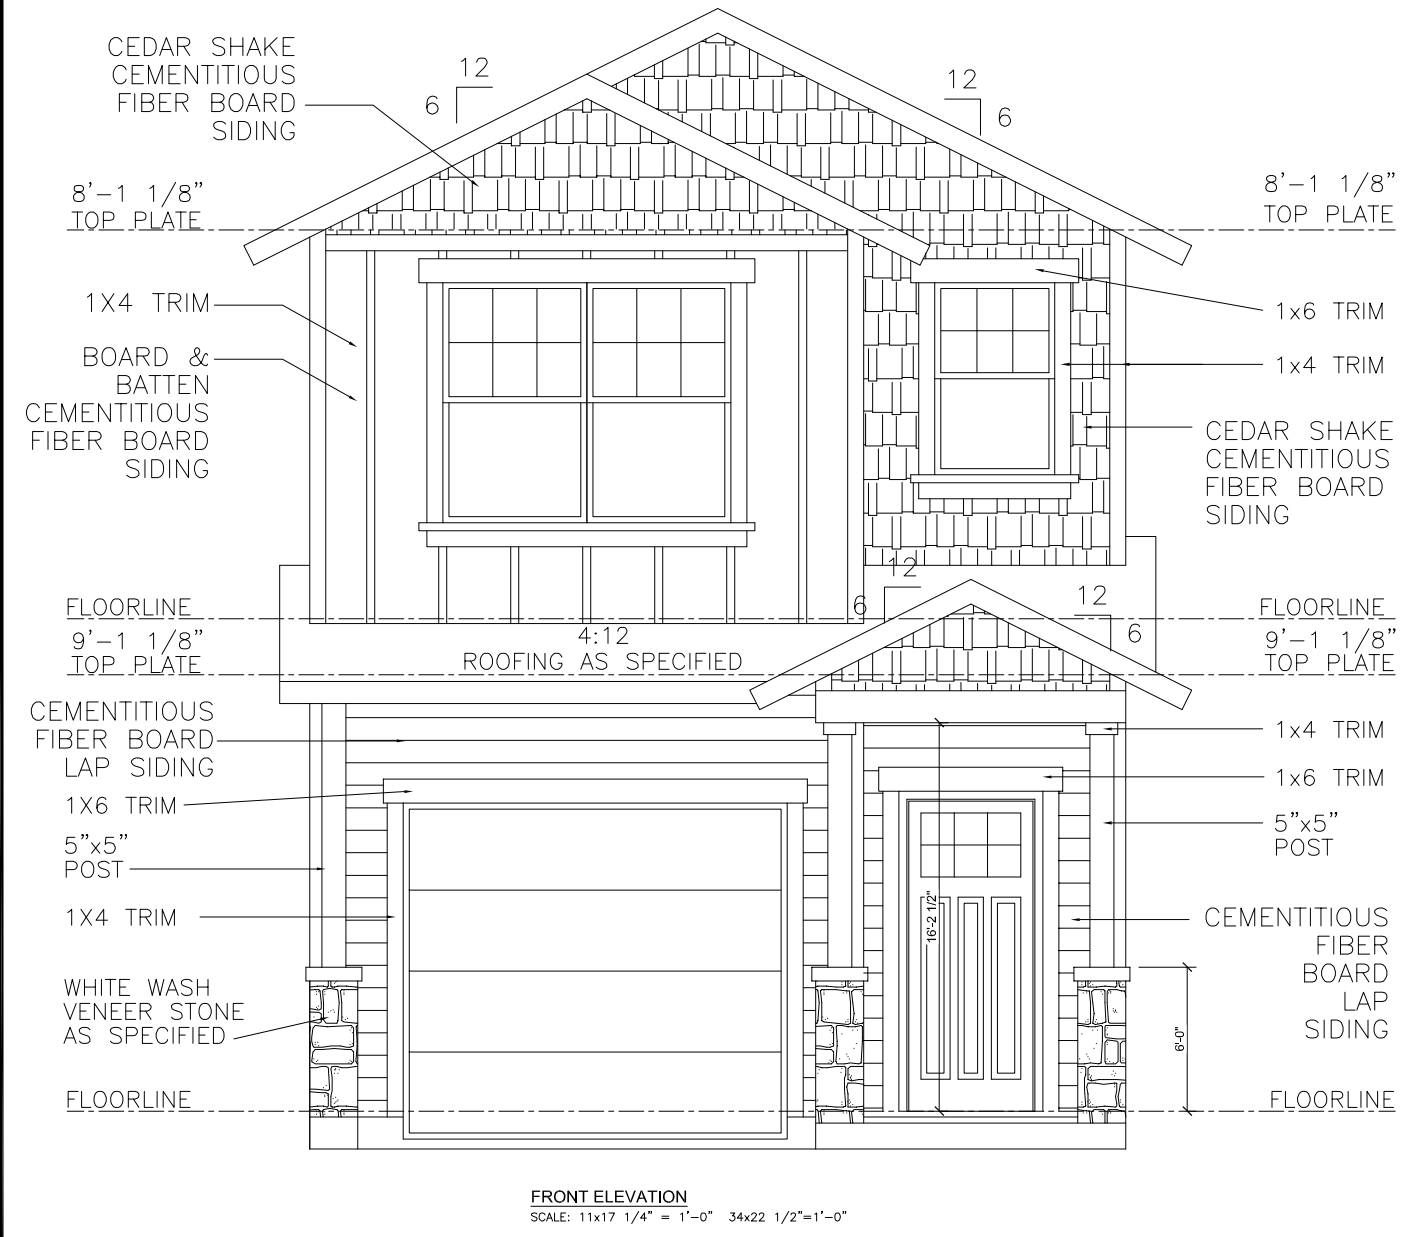 CEDAR SHAKE
CEMENTITIOUS
FIBER BOARD
SIDING
12
6
12
6
8'-1 1/8"
TOP PLATE
8'-1 1/8"
TOP PLATE
1X4 TRIM
BOARD &
BATTEN
CEMENTITIOUS
FIBER BOARD
SIDING
1x6 TRIM
1x4 TRIM
CEDAR SHAKE
CEMENTITIOUS
FIBER BOARD
SIDING
12
6
12
6
FLOORLINE
9'-1 1/8"
TOP PLATE
4:12
ROOFING AS SPECIFIED
FLOORLINE
9'-1 1/8"
TOP PLATE
CEMENTITIOUS
FIBER BOARD
LAP SIDING
1X6 TRIM
5"x5"
POST
1X4 TRIM
WHITE WASH
VENEER STONE
AS SPECIFIED
FLOORLINE
1x4 TRIM
1x6 TRIM
5"x5"
POST
16'-2 1/2"
CEMENTITIOUS
FIBER
BOARD
LAP
SIDING
6'-0"
FLOORLINE
FRONT ELEVATION
SCALE: 11x17 1/4" = 1'-0" 34x22 1/2"=1'-0"